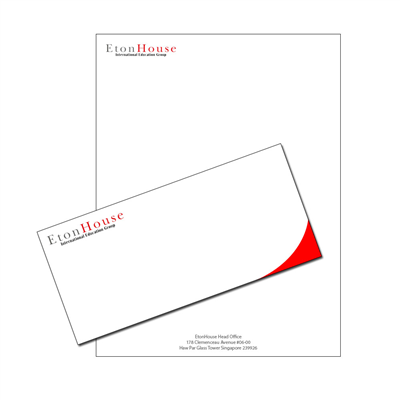 EtonHouse
International Education Group
EtonHouse
International Education Group
EtonHouse Head Office
178 Clemenceau Avenue #06-00
Haw Par Glass Tower Singapore 239926